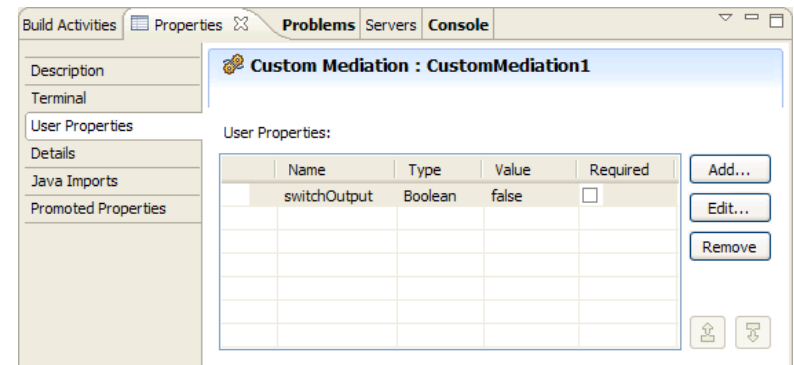 Build Activities Properties Problems Servers Console
Custom Mediation : CustomMediation1
Description
Terminal
User Properties
Details
Java Imports
Promoted Properties
User Properties:
Name Type Value Required
switchOutput Boolean false
Add...
Edit...
Remove